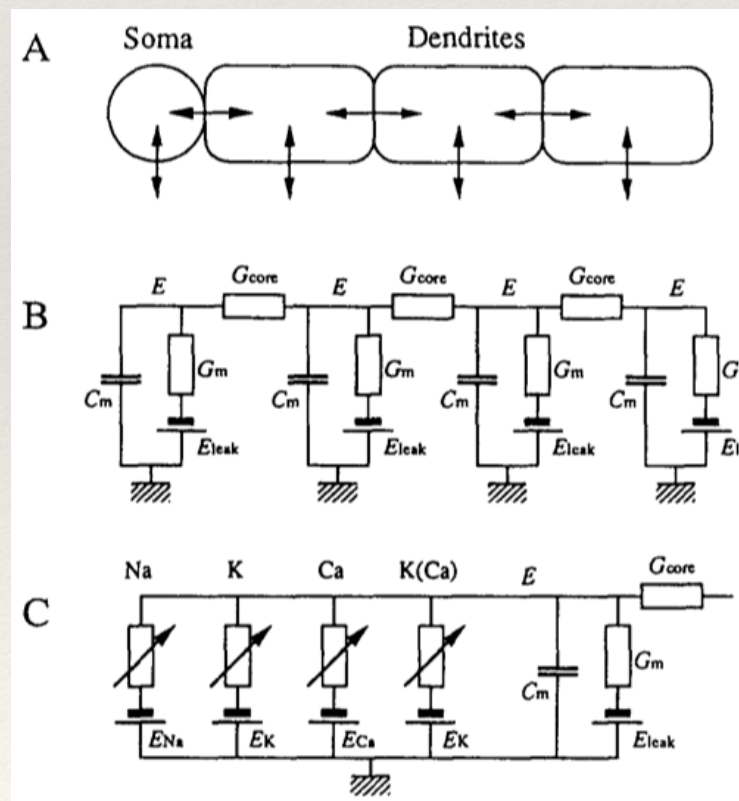 A
Soma Dendrites
B
E Gcore E Gcore E Gcore E
Cm Gm Cm Gm Cm Gm Cm G
Eleak Eleak Eleak El
C
Na K Ca K(Ca) E Gcore
Cm Gm
ENa EK ECa EK Eleak